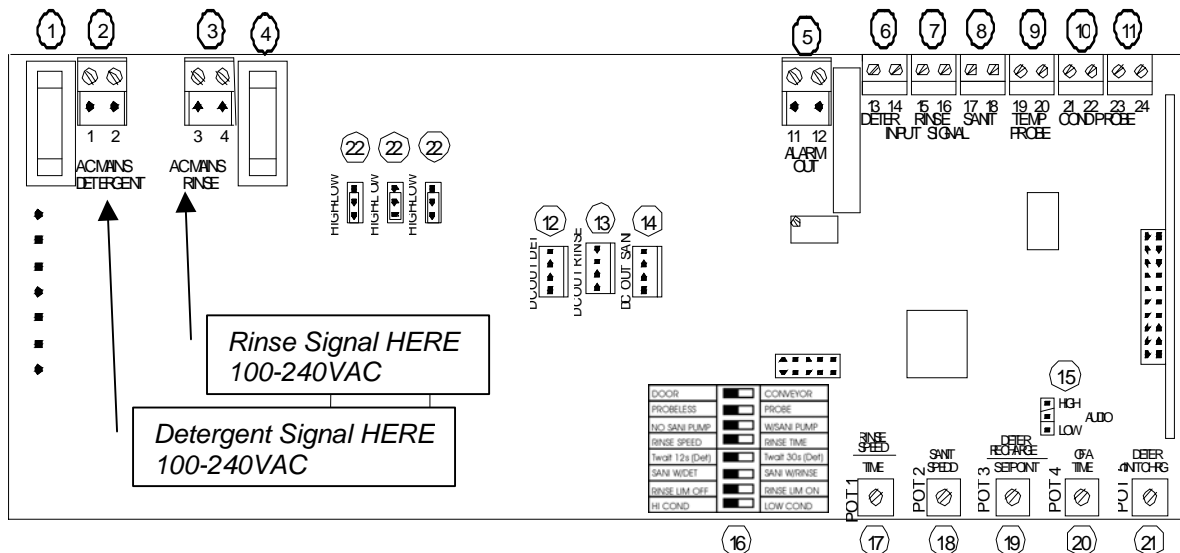 1 2 3 4 5 6 7 8 9 10 11
1 2 3 4
AC MAINS
DETERGENT
AC MAINS
RINSE
11 12
ALARM
OUT
13 14 15 16 17 18 19 20 21 22 23 24
DETER RINSE SANIT TEMP COND PROBE
INPUT SIGNAL PROBE
22 22 22
HIGH LOW HIGH LOW HIGH LOW
12 13 14
DC OUT DET DC OUT RINSE DC OUT SANI
Rinse Signal HERE
100-240VAC
Detergent Signal HERE
100-240VAC
DOOR CONVEYOR
PROBELESS PROBE
NO SANI PUMP W/SANI PUMP
RINSE SPEED RINSE TIME
Twait 12s (Det) Twait 30s (Det)
SANI W/DET SANI W/RINSE
RINSE LIM OFF RINSE LIM ON
HI COND LOW COND
15
HIGH
AUDIO
LOW
RINSE
SPEED
TIME
POT 1
SANIT
SPEDD
POT 2
DETER
RECHARGE
SETPOINT
POT 3
TIME
POT 4
DETER
POT 5
16 17 18 19 20 21